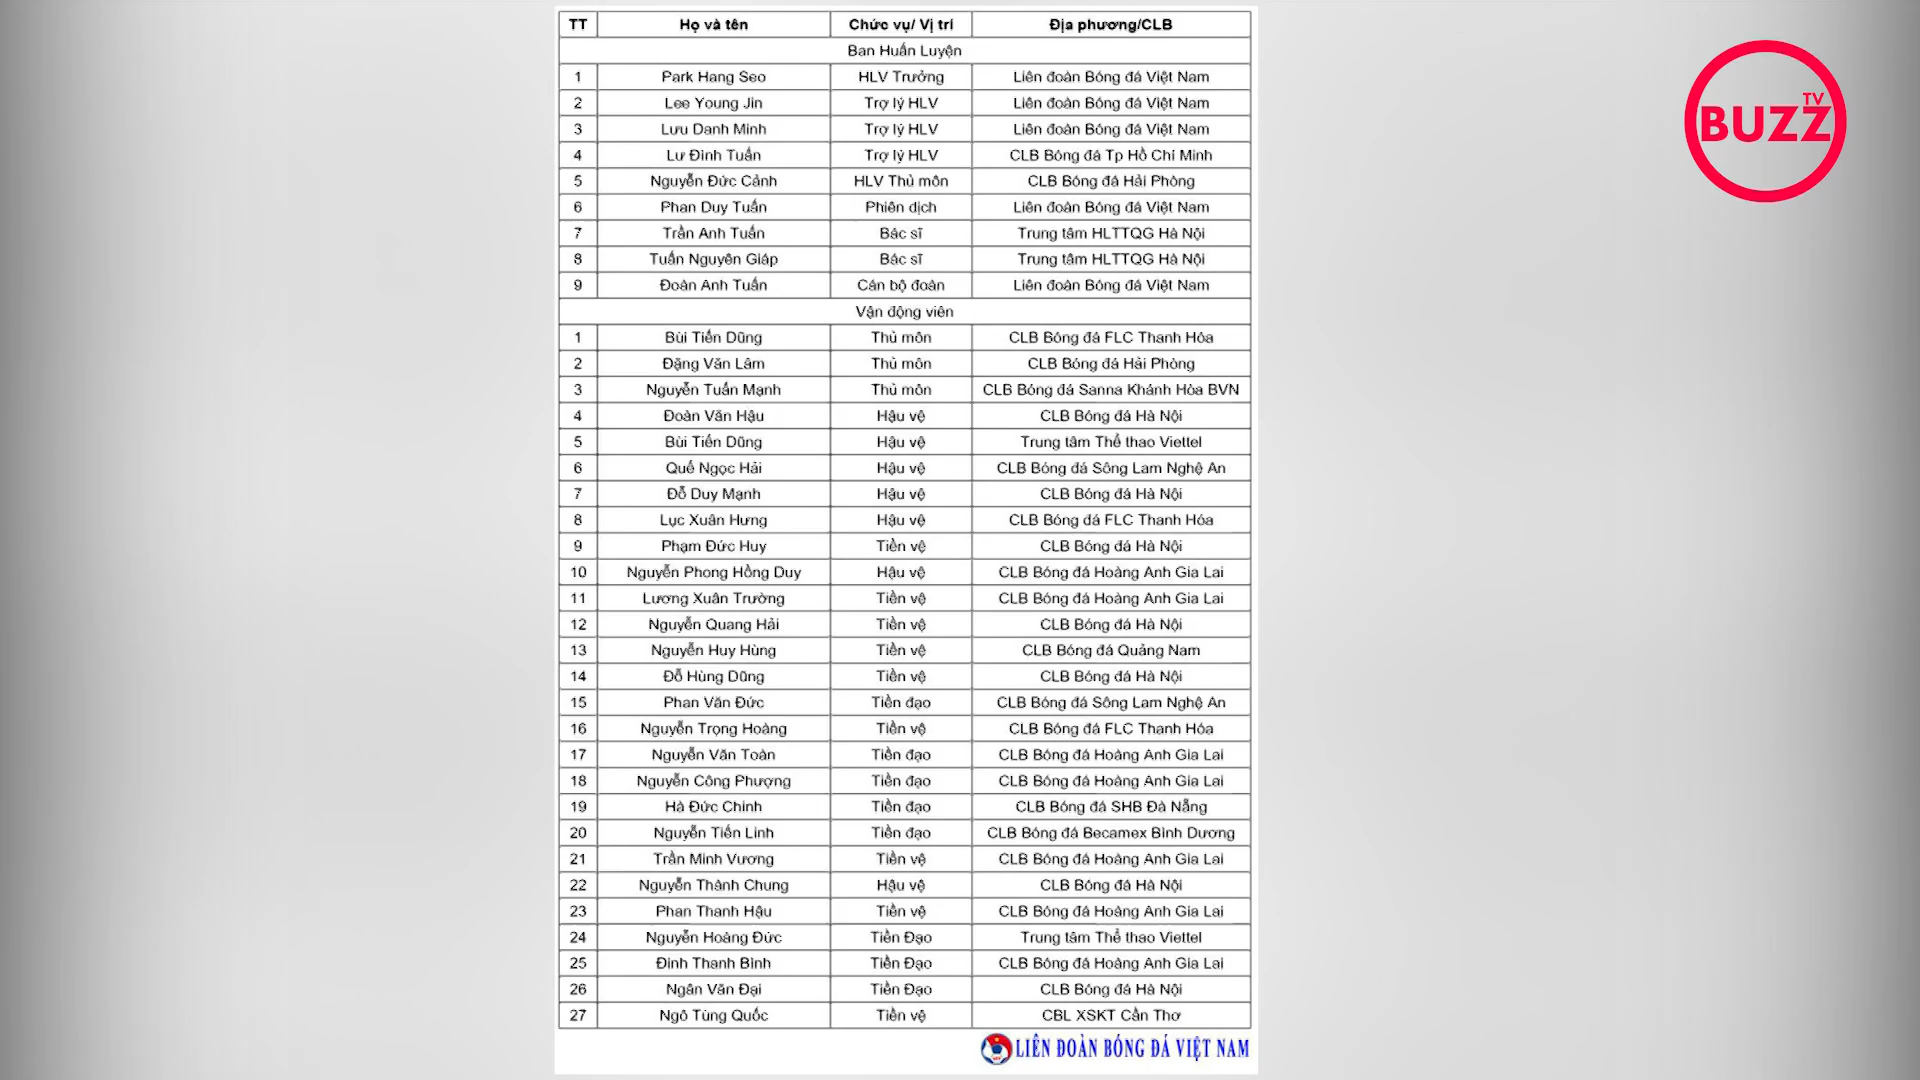 TT Họ và tên Chức vụ/ Vị trí Địa phương/CLB
Ban Huấn Luyện
1 Park Hang Seo HLV Trưởng Liên đoàn Bóng đá Việt Nam
2 Lee Young Jin Trợ lý HLV Liên đoàn Bóng đá Việt Nam
3 Lưu Danh Minh Trợ lý HLV Liên đoàn Bóng đá Việt Nam
4 Lư Đình Tuấn Trợ lý HLV CLB Bóng đá Tp Hồ Chí Minh
5 Nguyễn Đức Cảnh HLV Thủ môn CLB Bóng đá Hải Phòng
6 Phan Duy Tuấn Phiên dịch Liên đoàn Bóng đá Việt Nam
7 Trần Anh Tuấn Bác sĩ Trung tâm HLTTQG Hà Nội
8 Tuấn Nguyên Giáp Bác sĩ Trung tâm HLTTQG Hà Nội
9 Đoàn Anh Tuấn Cán bộ đoàn Liên đoàn Bóng đá Việt Nam
Vận động viên
1 Bùi Tiến Dũng Thủ môn CLB Bóng đá FLC Thanh Hóa
2 Đặng Văn Lâm Thủ môn CLB Bóng đá Hải Phòng
3 Nguyễn Tuấn Mạnh Thủ môn CLB Bóng đá Sanna Khánh Hòa BVN
4 Đoàn Văn Hậu Hậu vệ CLB Bóng đá Hà Nội
5 Bùi Tiến Dũng Hậu vệ Trung tâm Thể thao Viettel
6 Quế Ngọc Hải Hậu vệ CLB Bóng đá Sông Lam Nghệ An
7 Đỗ Duy Mạnh Hậu vệ CLB Bóng đá Hà Nội
8 Lục Xuân Hưng Hậu vệ CLB Bóng đá FLC Thanh Hóa
9 Phạm Đức Huy Tiền vệ CLB Bóng đá Hà Nội
10 Nguyễn Phong Hồng Duy Hậu vệ CLB Bóng đá Hoàng Anh Gia Lai
11 Lương Xuân Trường Tiền vệ CLB Bóng đá Hoàng Anh Gia Lai
12 Nguyễn Quang Hải Tiền vệ CLB Bóng đá Hà Nội
13 Nguyễn Huy Hùng Tiền vệ CLB Bóng đá Quảng Nam
14 Đỗ Hùng Dũng Tiền vệ CLB Bóng đá Hà Nội
15 Phan Văn Đức Tiền đạo CLB Bóng đá Sông Lam Nghệ An
16 Nguyễn Trọng Hoàng Tiền vệ CLB Bóng đá FLC Thanh Hóa
17 Nguyễn Văn Toàn Tiền đạo CLB Bóng đá Hoàng Anh Gia Lai
18 Nguyễn Công Phượng Tiền đạo CLB Bóng đá Hoàng Anh Gia Lai
19 Hà Đức Chinh Tiền đạo CLB Bóng đá SHB Đà Nẵng
20 Nguyễn Tiến Linh Tiền đạo CLB Bóng đá Becamex Bình Dương
21 Trần Minh Vương Tiền vệ CLB Bóng đá Hoàng Anh Gia Lai
22 Nguyễn Thành Chung Hậu vệ CLB Bóng đá Hà Nội
23 Phan Thanh Hậu Tiền vệ CLB Bóng đá Hoàng Anh Gia Lai
24 Nguyễn Hoàng Đức Tiền Đạo Trung tâm Thể thao Viettel
25 Đinh Thanh Bình Tiền Đạo CLB Bóng đá Hoàng Anh Gia Lai
26 Ngân Văn Đại Tiền Đạo CLB Bóng đá Hà Nội
27 Ngô Tùng Quốc Tiền vệ CBL XSKT Cần Thơ
LIÊN ĐOÀN BÓNG ĐÁ VIỆT NAM
TV
BUZZ